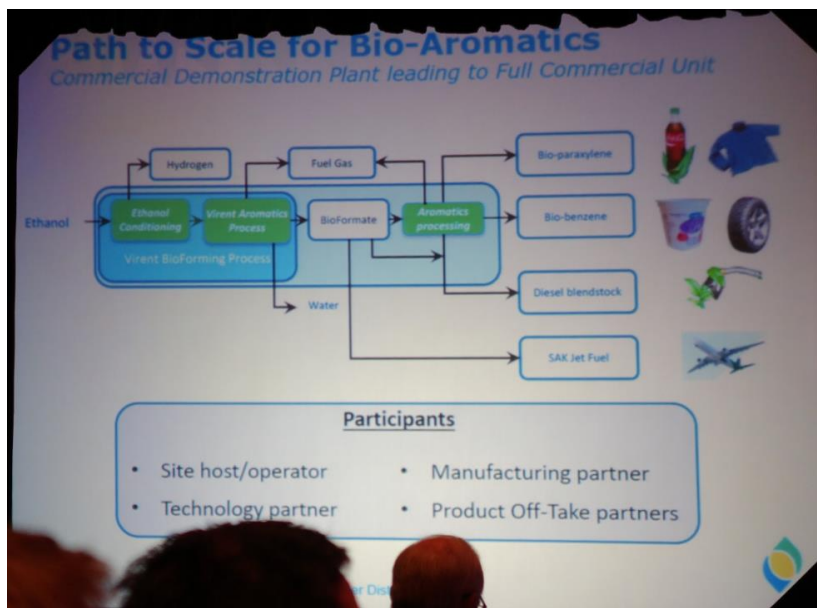 Path to Scale for Bio-Aromatics
Commercial Demonstration Plant leading to Full Commercial Unit
Hydrogen
Fuel Gas
Bio-paraxylene
Ethanol
Ethanol
Conditioning
Virent Aromatics
Process
BioFormate
Aromatics
processing
Bio-benzene
Virent BioForming Process
Water
Diesel blendstock
SAK Jet Fuel
Participants
• Site host/operator
• Technology partner
• Manufacturing partner
• Product Off-Take partners